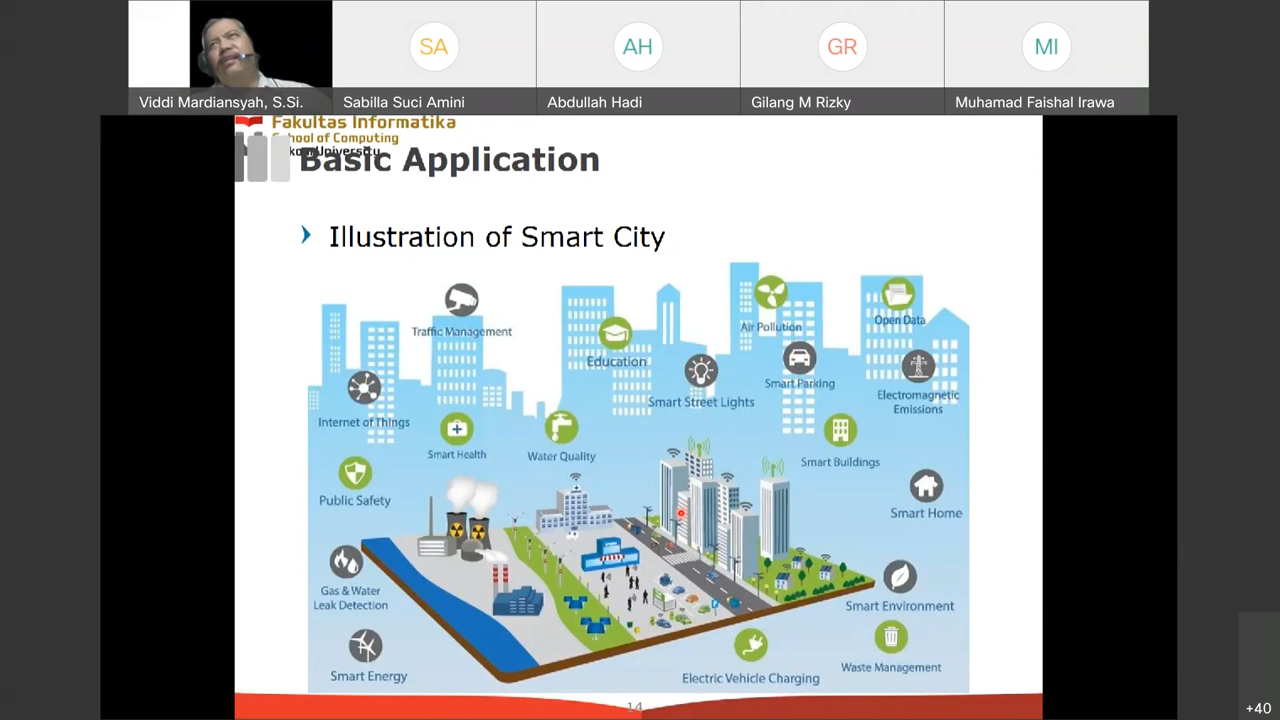 SA
AH
GR
MI
Viddi Mardiansyah, S.Si.
Sabilla Suci Amini
Abdullah Hadi
Gilang M Rizky
Muhamad Faishal Irawa
Fakultas Informatika
School of Computing
University
Basic Application
Illustration of Smart City
Traffic Management
Education
Air Pollution
Open Data
Smart Street Lights
Smart Parking
Electromagnetic
Emissions
Internet of Things
Smart Health
Water Quality
Smart Buildings
Public Safety
Smart Home
Gas & Water
Leak Detection
Smart Environment
Smart Energy
Electric Vehicle Charging
Waste Management
14
+40